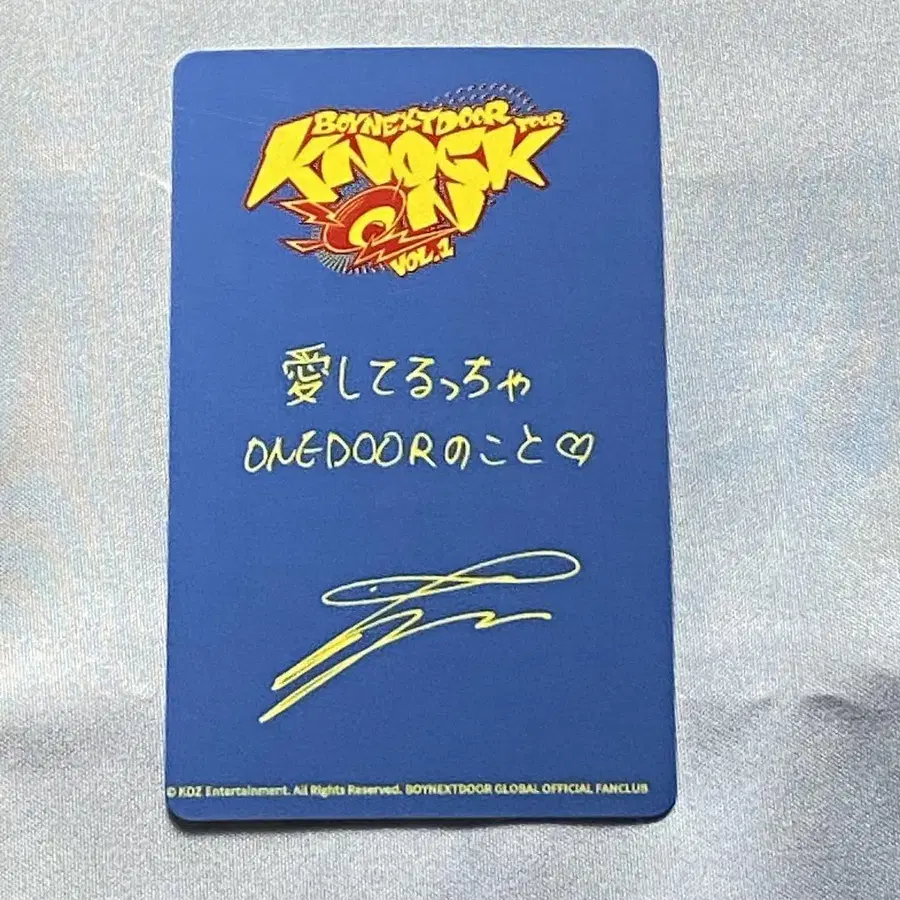 BOYNEXTDOOR TOUR
KNOCK
ON
VOL.1
愛してるっちゃ
ONEDOORのこと♡
© KOZ Entertainment. All Rights Reserved. BOYNEXTDOOR GLOBAL OFFICIAL FANCLUB